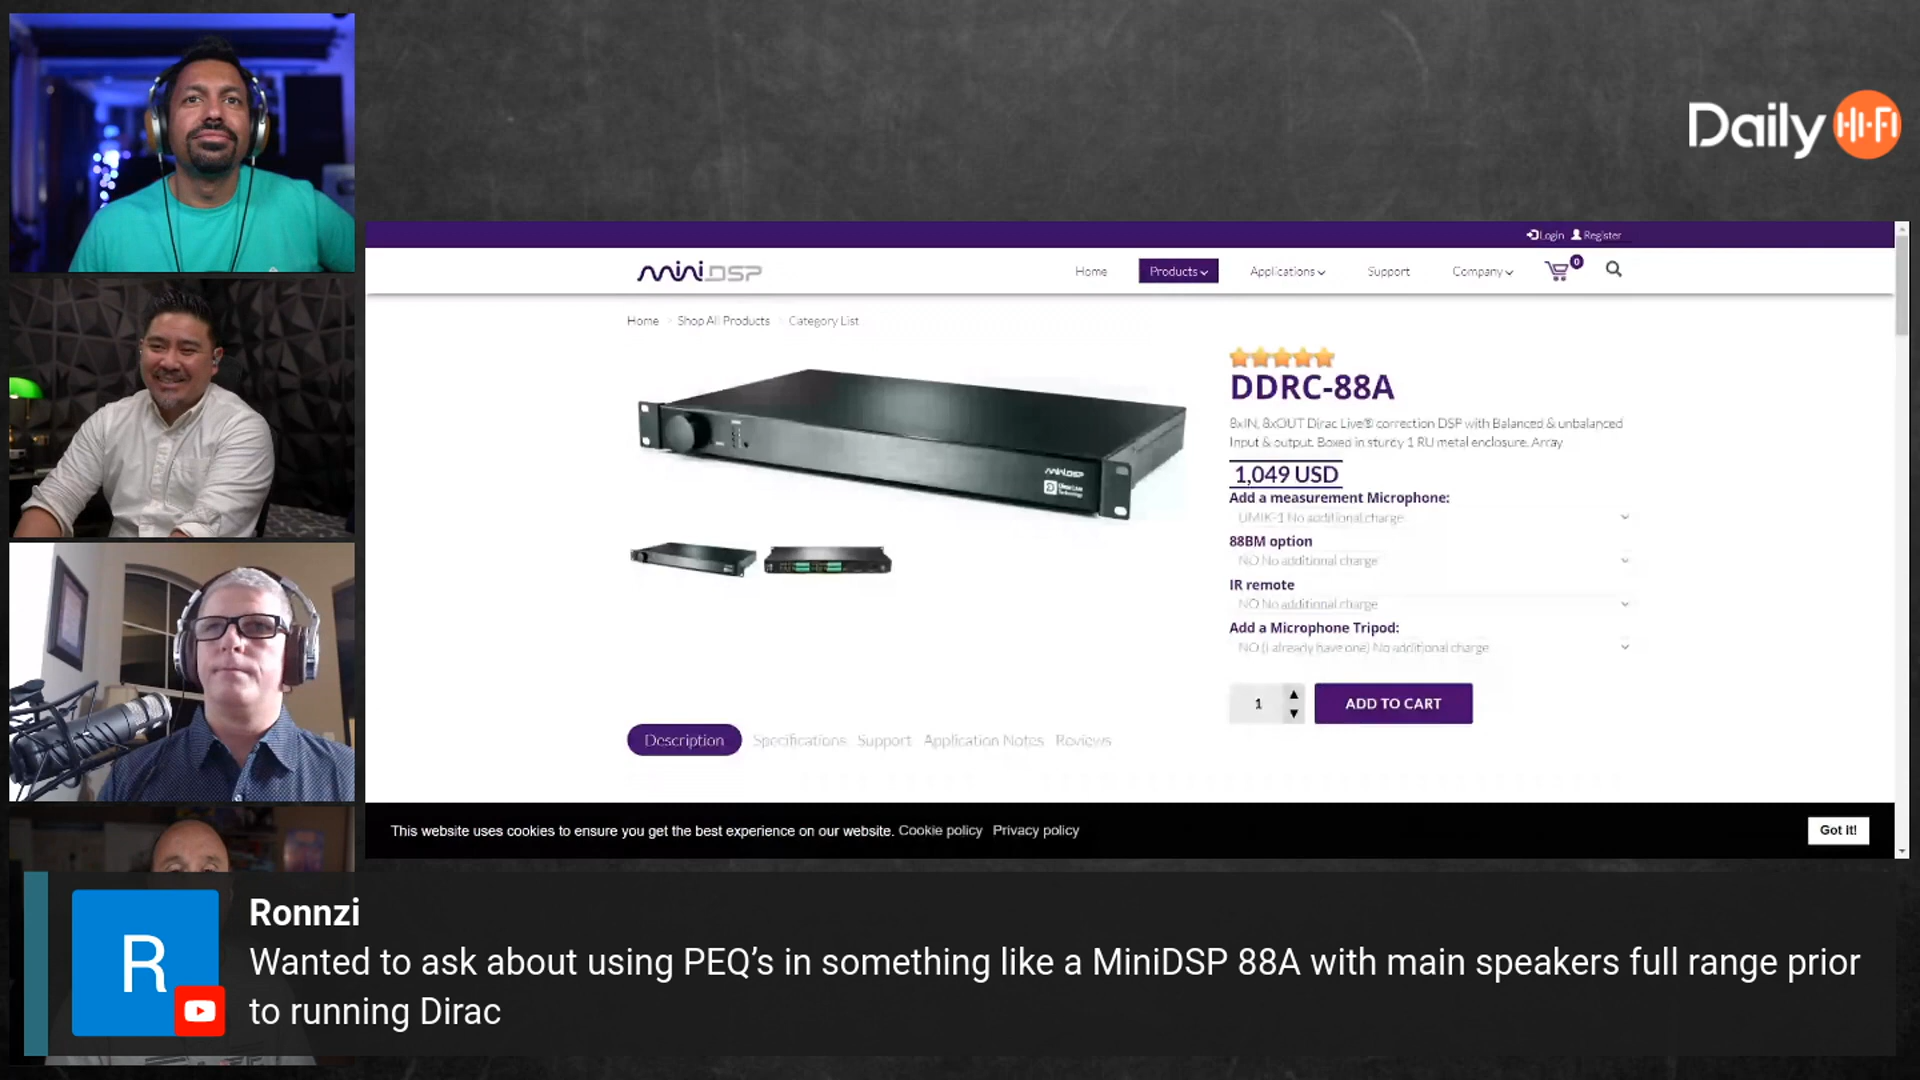 Daily HI-FI
Login Register
miniDSP
Home Products Applications Support Company 0
Home Shop All Products Category List
DDRC-88A
8xIN, 8xOUT Dirac Live® correction DSP with Balanced & unbalanced
Input & output. Boxed in sturdy 1 RU metal enclosure. Array
1,049 USD
Add a measurement Microphone:
UMIK-1 No additional charge
88BM option
NO No additional charge
IR remote
NO No additional charge
Add a Microphone Tripod:
NO (I already have one) No additional charge
1 ADD TO CART
miniDSP
Dirac Live
Description Specifications Support Application Notes Reviews
This website uses cookies to ensure you get the best experience on our website. Cookie policy Privacy policy Got it!
R
Ronnzi
Wanted to ask about using PEQ’s in something like a MiniDSP 88A with main speakers full range prior
to running Dirac